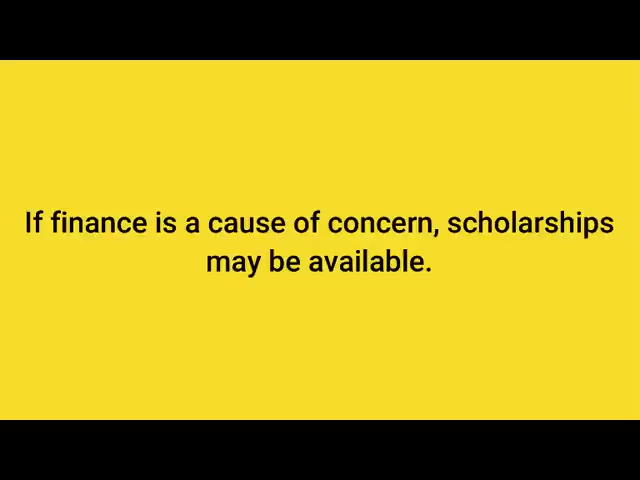 If finance is a cause of concern, scholarships
may be available.